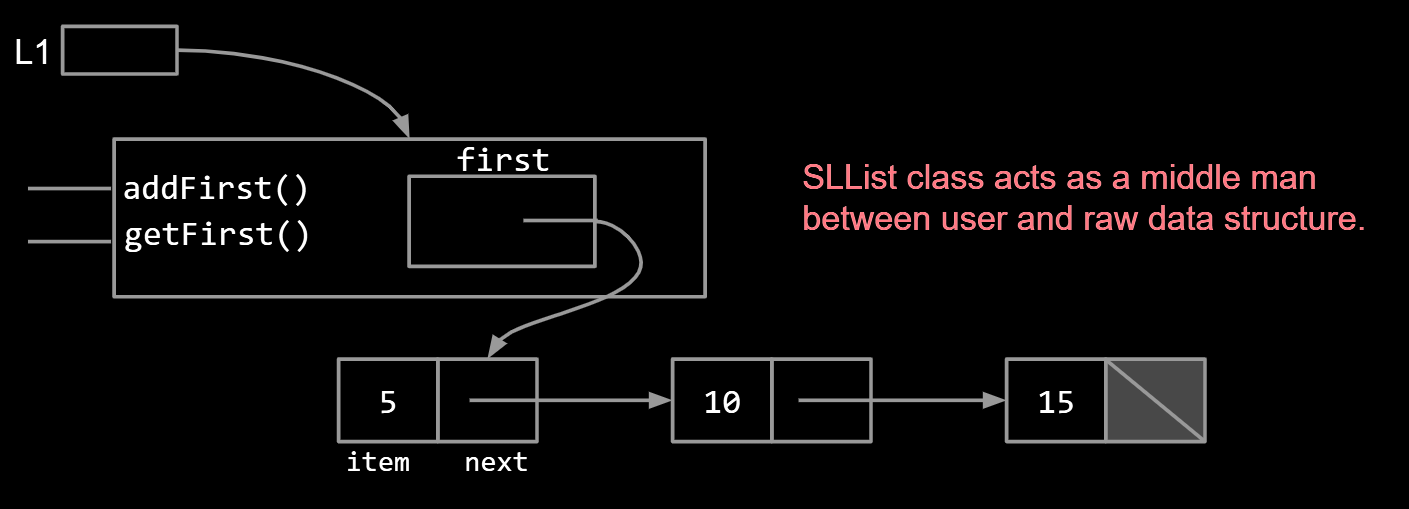 L1
first
addFirst()
getFirst()
SLList class acts as a middle man
between user and raw data structure.
5
10
15
item
next